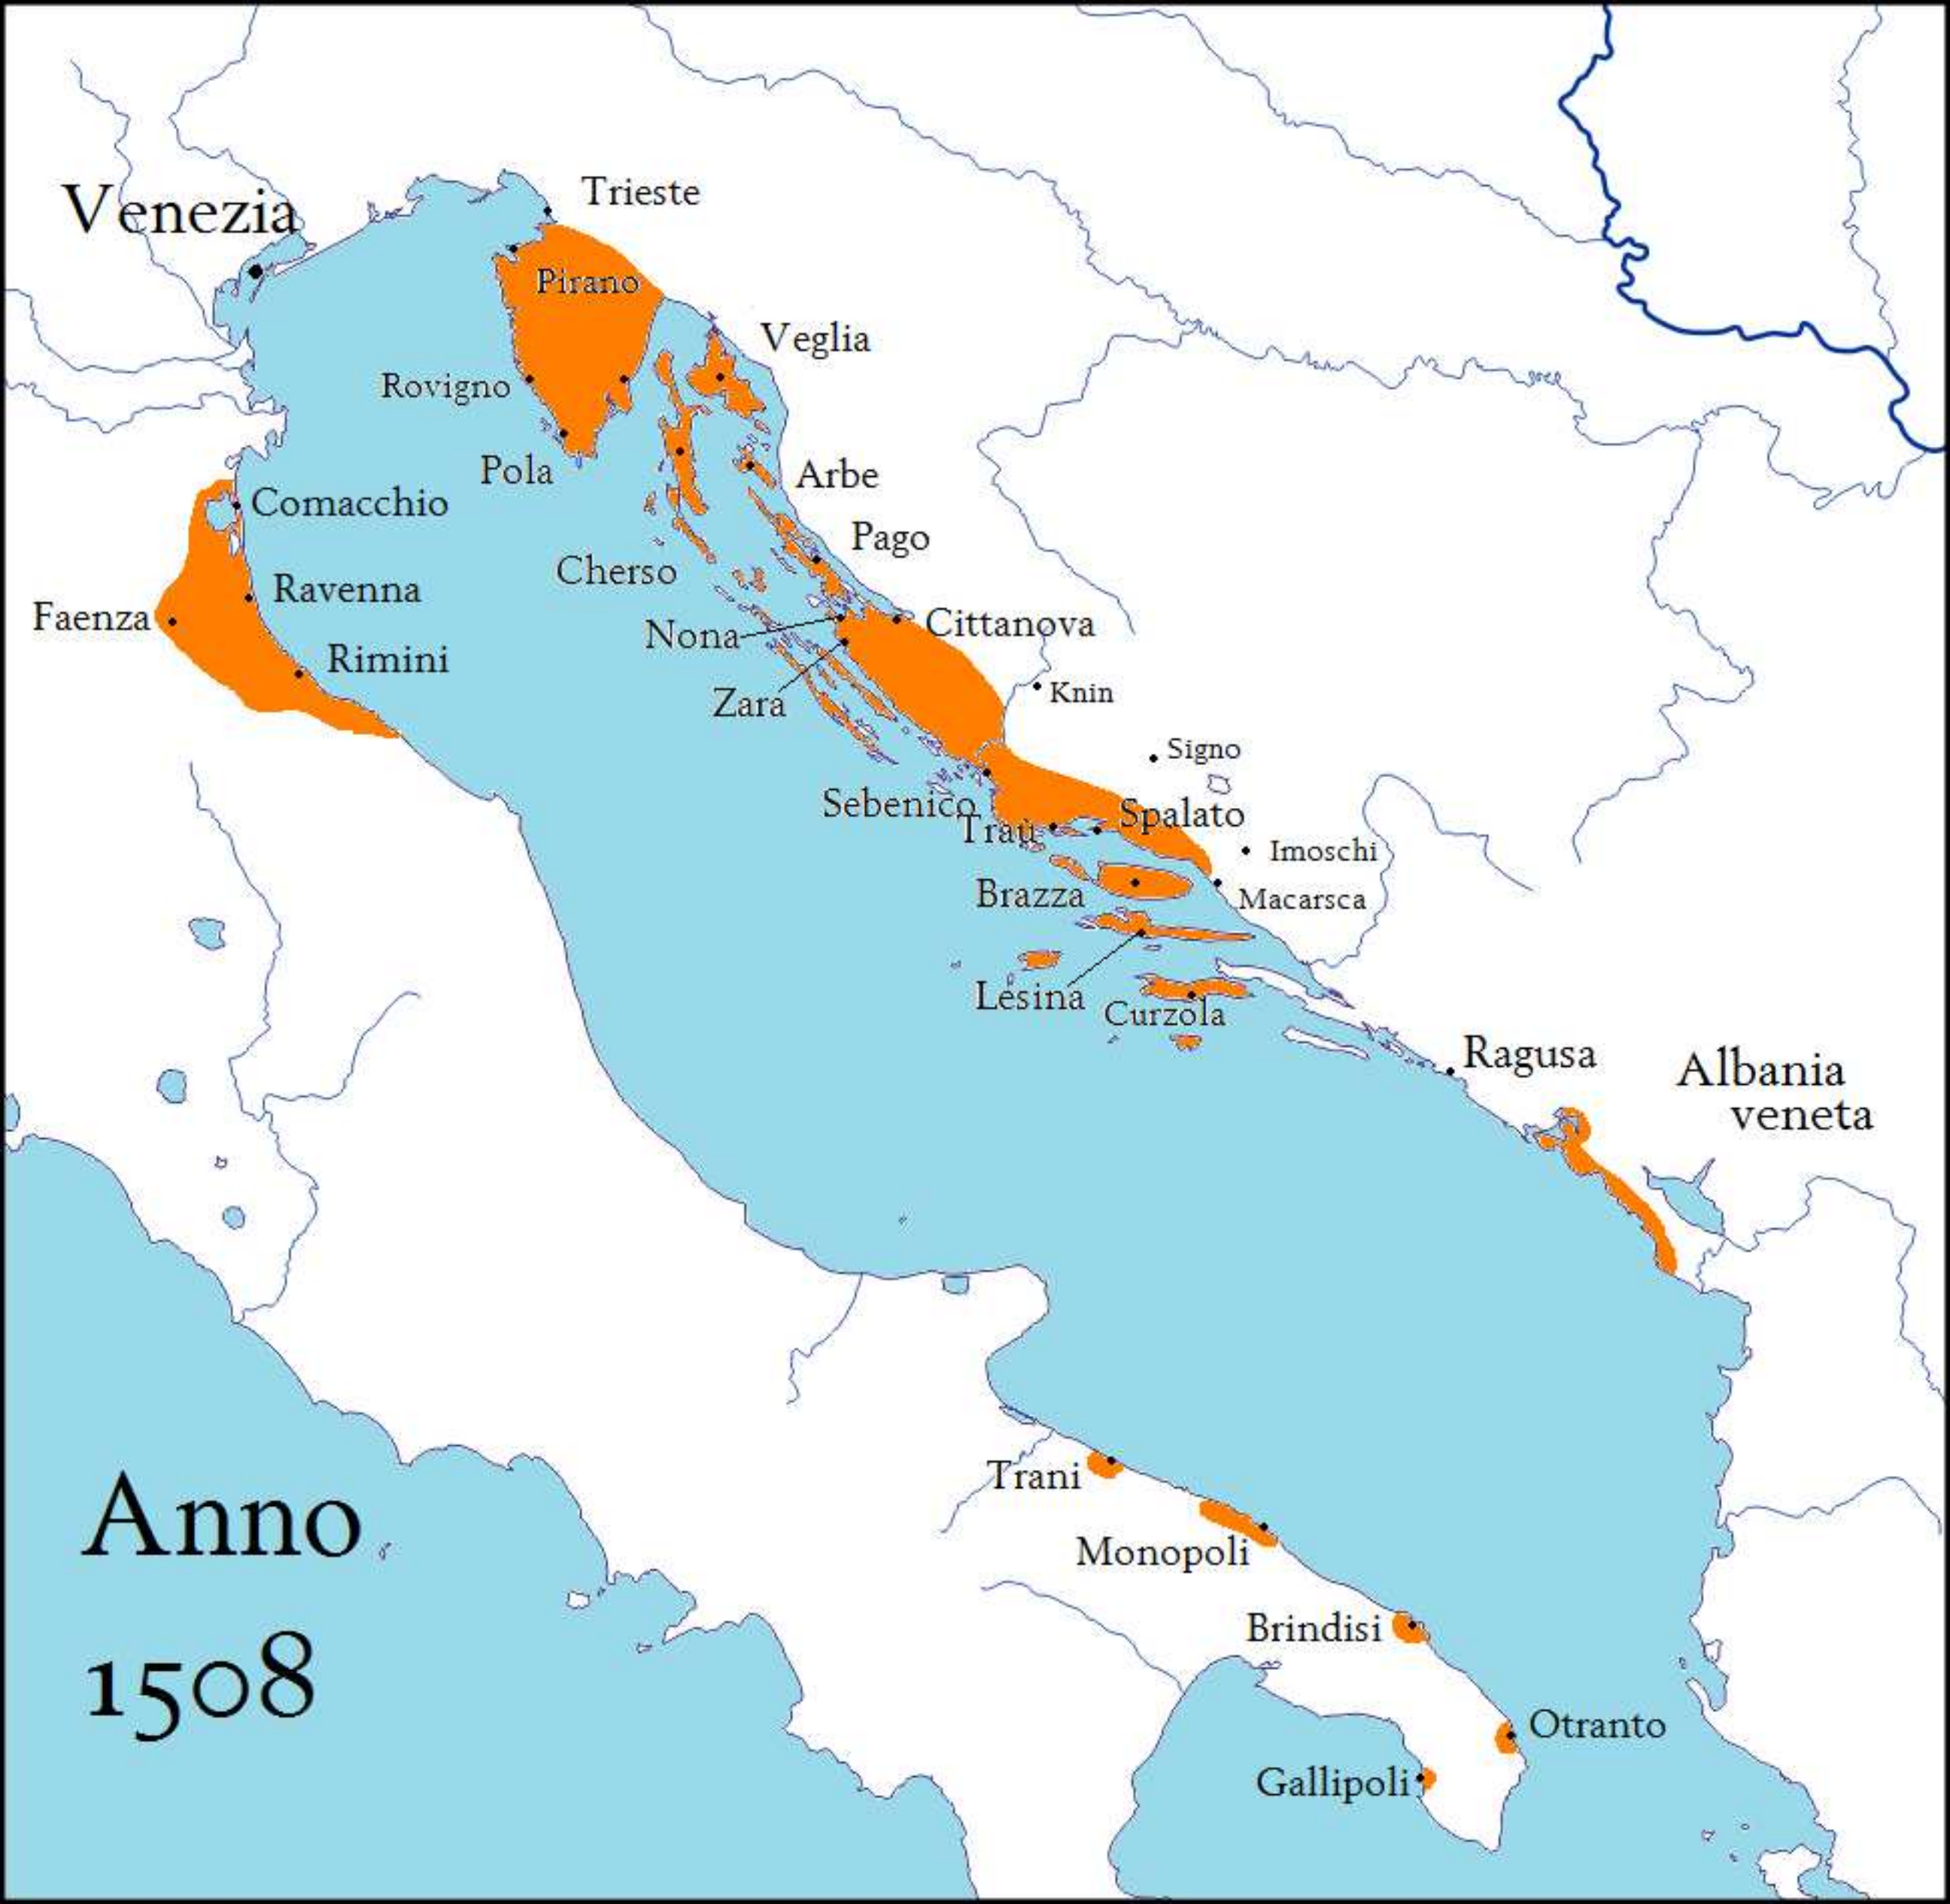 Trieste
Venezia
Pirano
Veglia
Rovigno
Pola
Arbe
Comacchio
Pago
Cherso
Ravenna
Faenza
Nona
Cittanova
Rimini
Zara
Knin
Signo
Sebenico
Spalato
Traù
Imoschi
Brazza
Macarsca
Lesina
Curzola
Ragusa
Albania
veneta
Trani
Anno
Monopoli
Brindisi
1508
Otranto
Gallipoli